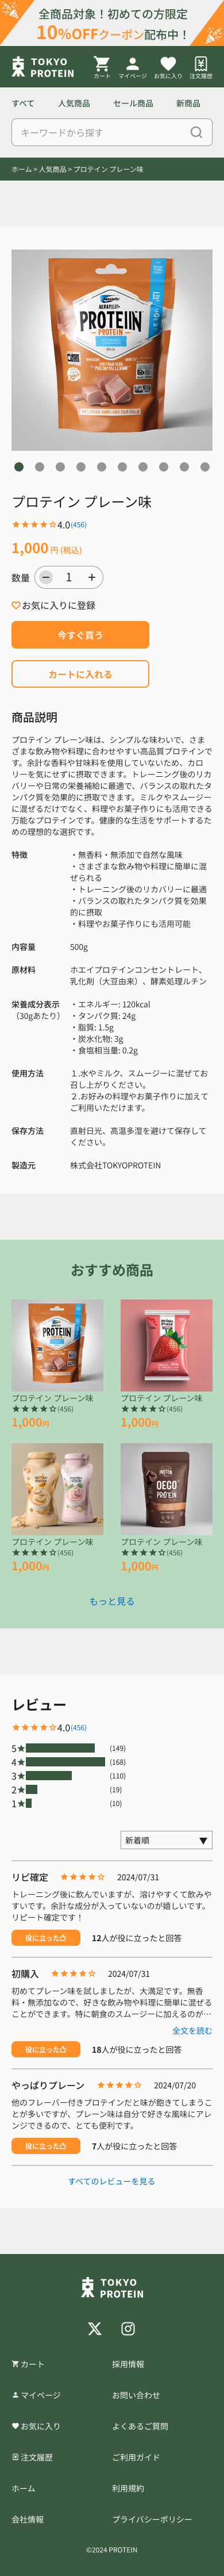 全商品対象！初めての方限定
10%OFFクーポン配布中！
TOKYO
PROTEIN
カート マイページ お気に入り 注文履歴
すべて 人気商品 セール商品 新商品
キーワードから探す
ホーム > 人気商品 > プロテイン プレーン味
プロテイン プレーン味
4.0(456)
1,000円 (税込)
数量 − 1 +
お気に入りに登録
今すぐ買う
カートに入れる
商品説明
プロテイン プレーン味は、シンプルな味わいで、さま
ざまな飲み物や料理に合わせやすい高品質プロテインで
す。余計な香料や甘味料を使用していないため、カロ
リーを気にせずに摂取できます。トレーニング後のリカ
バリーや日常の栄養補給に最適で、バランスの取れたタ
ンパク質を効果的に摂取できます。ミルクやスムージー
に混ぜるだけでなく、料理やお菓子作りにも活用できる
万能なプロテインです。健康的な生活をサポートするた
めの理想的な選択です。
特徴 ・無香料・無添加で自然な風味
・さまざまな飲み物や料理に簡単に混
ぜられる
・トレーニング後のリカバリーに最適
・バランスの取れたタンパク質を効果
的に摂取
・料理やお菓子作りにも活用可能
内容量 500g
原材料 ホエイプロテインコンセントレート、
乳化剤（大豆由来）、酵素処理ルチン
栄養成分表示 ・エネルギー: 120kcal
（30gあたり） ・タンパク質: 24g
・脂質: 1.5g
・炭水化物: 3g
・食塩相当量: 0.2g
使用方法 １.水やミルク、スムージーに混ぜてお
召し上がりください。
２.お好みの料理やお菓子作りに加えて
ご利用いただけます。
保存方法 直射日光、高温多湿を避けて保存して
ください。
製造元 株式会社TOKYOPROTEIN
おすすめ商品
プロテイン プレーン味 プロテイン プレーン味
★★★★☆(456) ★★★★☆(456)
1,000円 1,000円
プロテイン プレーン味 プロテイン プレーン味
★★★★☆(456) ★★★★☆(456)
1,000円 1,000円
もっと見る
レビュー
★★★★☆4.0(456)
5★ (149)
4★ (168)
3★ (110)
2★ (19)
1★ (10)
新着順 ▼
リピ確定 ★★★★☆ 2024/07/31
トレーニング後に飲んでいますが、溶けやすくて飲みや
すいです。余計な成分が入っていないのが嬉しいです。
リピート確定です！
役に立った 12人が役に立ったと回答
初購入 ★★★★☆ 2024/07/31
初めてプレーン味を試しましたが、大満足です。無香
料・無添加なので、好きな飲み物や料理に簡単に混ぜる
ことができます。特に朝食のスムージーに加えるのが…
全文を読む
役に立った 18人が役に立ったと回答
やっぱりプレーン ★★★★☆ 2024/07/20
他のフレーバー付きプロテインだと味が飽きてしまうこ
とが多いですが、プレーン味は自分で好きな風味にアレ
ンジできるので、とても便利です。
役に立った 7人が役に立ったと回答
すべてのレビューを見る
TOKYO
PROTEIN
カート 採用情報
マイページ お問い合わせ
お気に入り よくあるご質問
注文履歴 ご利用ガイド
ホーム 利用規約
会社情報 プライバシーポリシー
©2024 PROTEIN